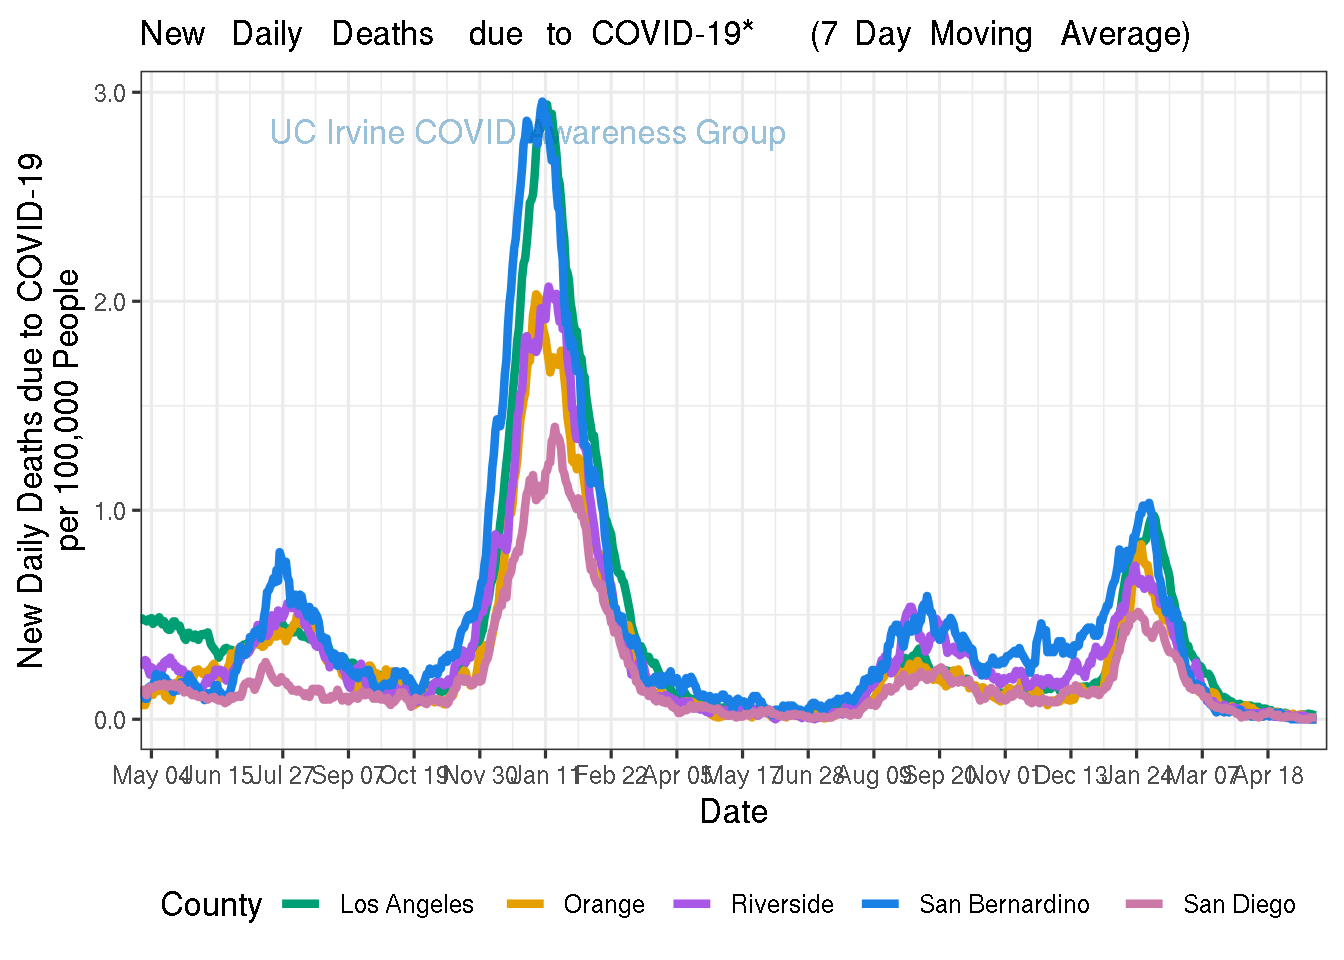 New Daily Deaths due to COVID-19* (7 Day Moving Average)
UC Irvine COVID Awareness Group
New Daily Deaths due to COVID-19
per 100,000 People
3.0
2.0
1.0
0.0
May 04 Jun 15 Jul 27 Sep 07 Oct 19 Nov 30 Jan 11 Feb 22 Apr 05 May 17 Jun 28 Aug 09 Sep 20 Nov 01 Dec 13 Jan 24 Mar 07 Apr 18
Date
County Los Angeles Orange Riverside San Bernardino San Diego